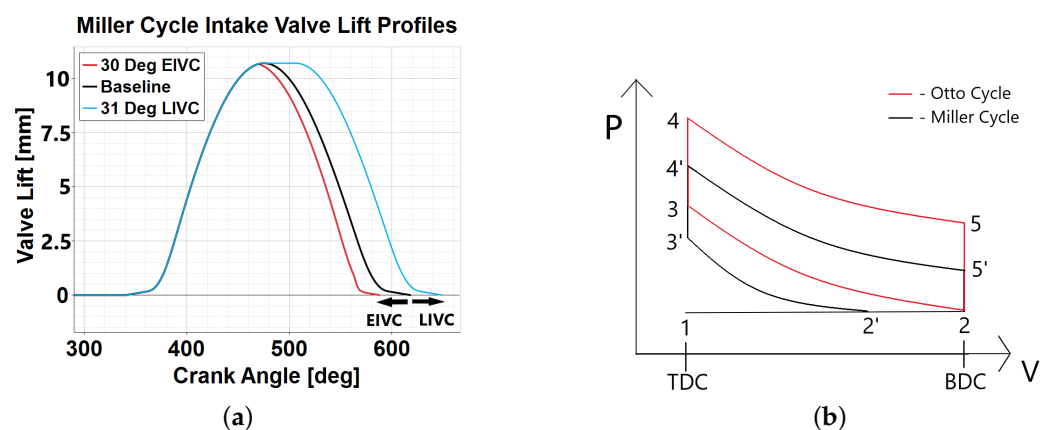 Miller Cycle Intake Valve Lift Profiles
30 Deg EIVC
Baseline
31 Deg LIVC
Valve Lift [mm]
10
7.5
5
2.5
0
EIVC
LIVC
300
400
500
600
Crank Angle [deg]
(a)
P
- Otto Cycle
- Miller Cycle
4
4'
3
3'
5
5'
1
2'
2
TDC
BDC
V
(b)